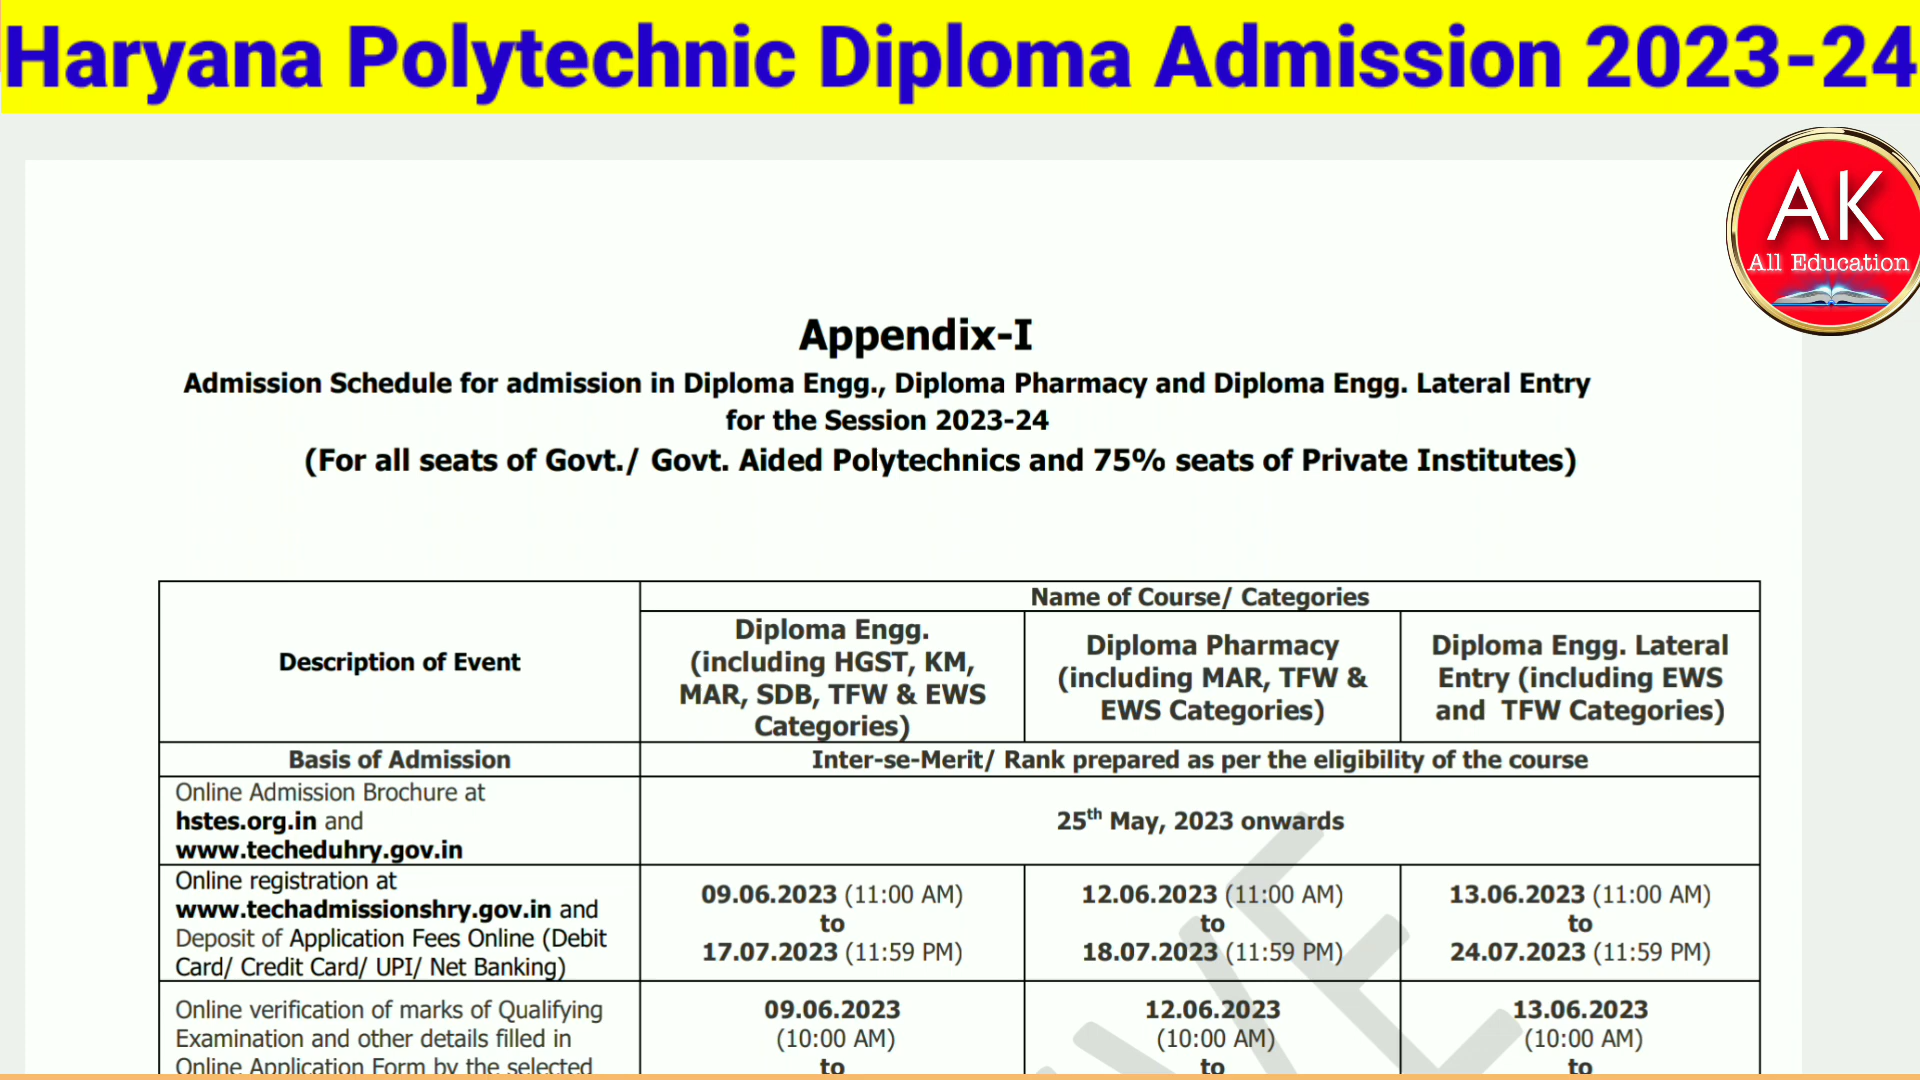 Haryana Polytechnic Diploma Admission 2023-24
AK
All Education
Appendix-I
Admission Schedule for admission in Diploma Engg., Diploma Pharmacy and Diploma Engg. Lateral Entry
for the Session 2023-24
(For all seats of Govt./ Govt. Aided Polytechnics and 75% seats of Private Institutes)
Description of Event
Name of Course/ Categories
Diploma Engg.
(including HGST, KM,
MAR, SDB, TFW & EWS
Categories)
Diploma Pharmacy
(including MAR, TFW &
EWS Categories)
Diploma Engg. Lateral
Entry (including EWS
and TFW Categories)
Basis of Admission
Inter-se-Merit/ Rank prepared as per the eligibility of the course
Online Admission Brochure at
hstes.org.in and
www.techeduhry.gov.in
25th May, 2023 onwards
Online registration at
www.techadmissionshry.gov.in and
Deposit of Application Fees Online (Debit
Card/ Credit Card/ UPI/ Net Banking)
09.06.2023 (11:00 AM)
to
17.07.2023 (11:59 PM)
12.06.2023 (11:00 AM)
to
18.07.2023 (11:59 PM)
13.06.2023 (11:00 AM)
to
24.07.2023 (11:59 PM)
Online verification of marks of Qualifying
Examination and other details filled in
Online Application Form by the selected
09.06.2023
(10:00 AM)
to
12.06.2023
(10:00 AM)
to
13.06.2023
(10:00 AM)
to